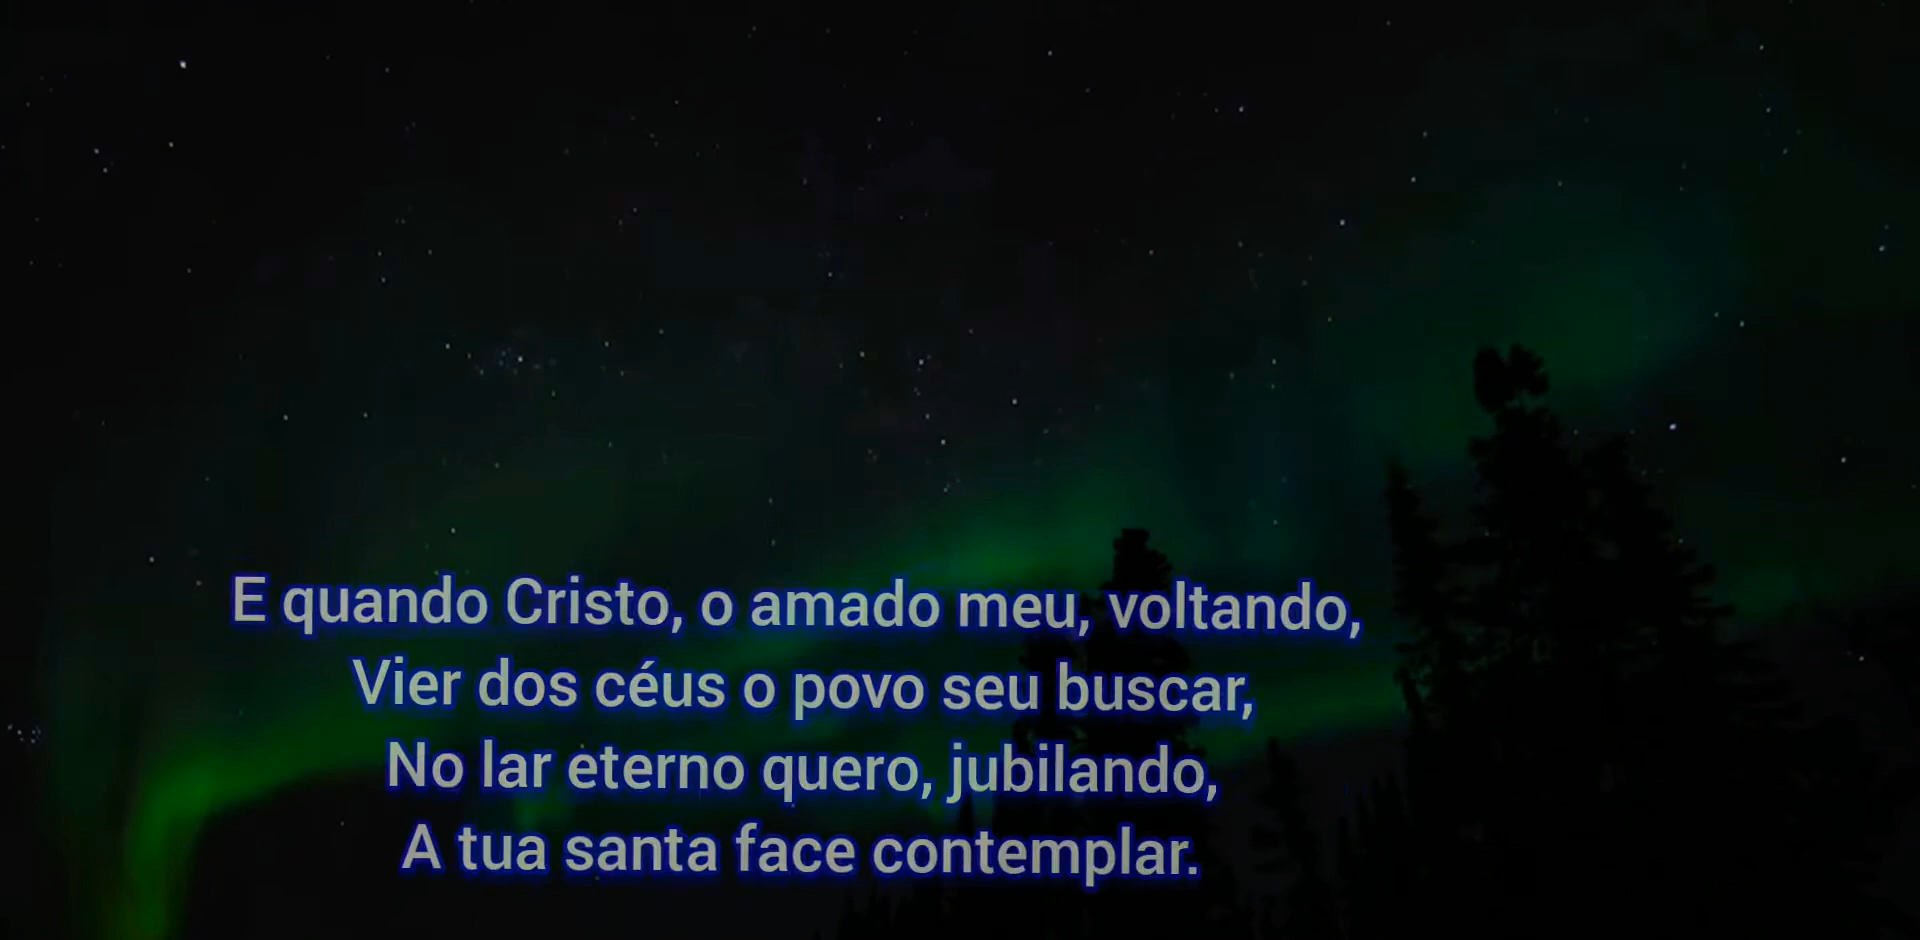 E quando Cristo, o amado meu, voltando,
Vier dos céus o povo seu buscar,
No lar eterno quero, jubilando,
A tua santa face contemplar.